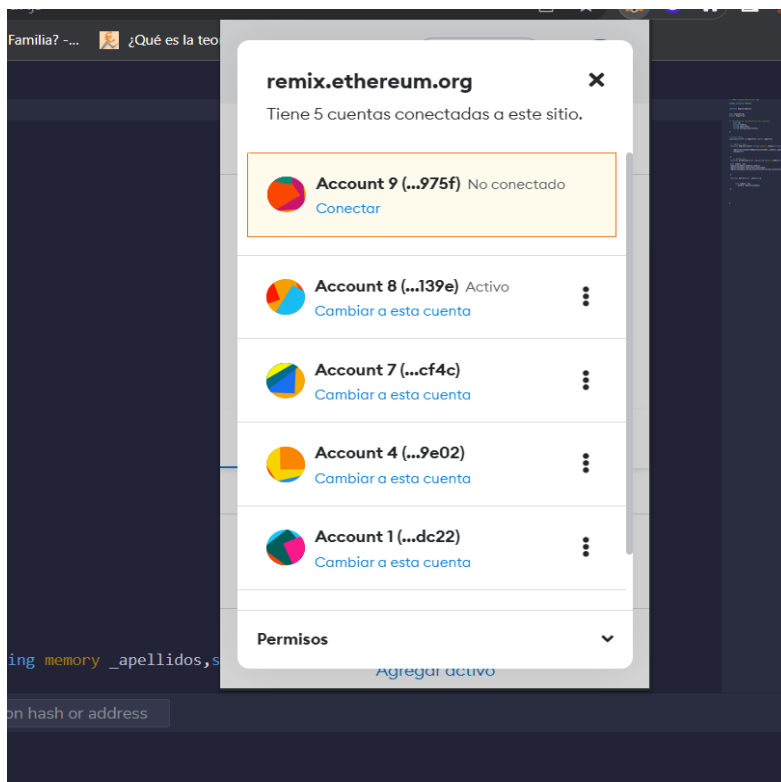 Familia? -...
¿Qué es la teo
remix.ethereum.org
Tiene 5 cuentas conectadas a este sitio.
Account 9 (...975f) No conectado
Conectar
Account 8 (...139e) Activo
Cambiar a esta cuenta
Account 7 (...cf4c)
Cambiar a esta cuenta
Account 4 (...9e02)
Cambiar a esta cuenta
Account 1 (...dc22)
Cambiar a esta cuenta
Permisos
Agregar activo
ing memory _apellidos,s
on hash or address